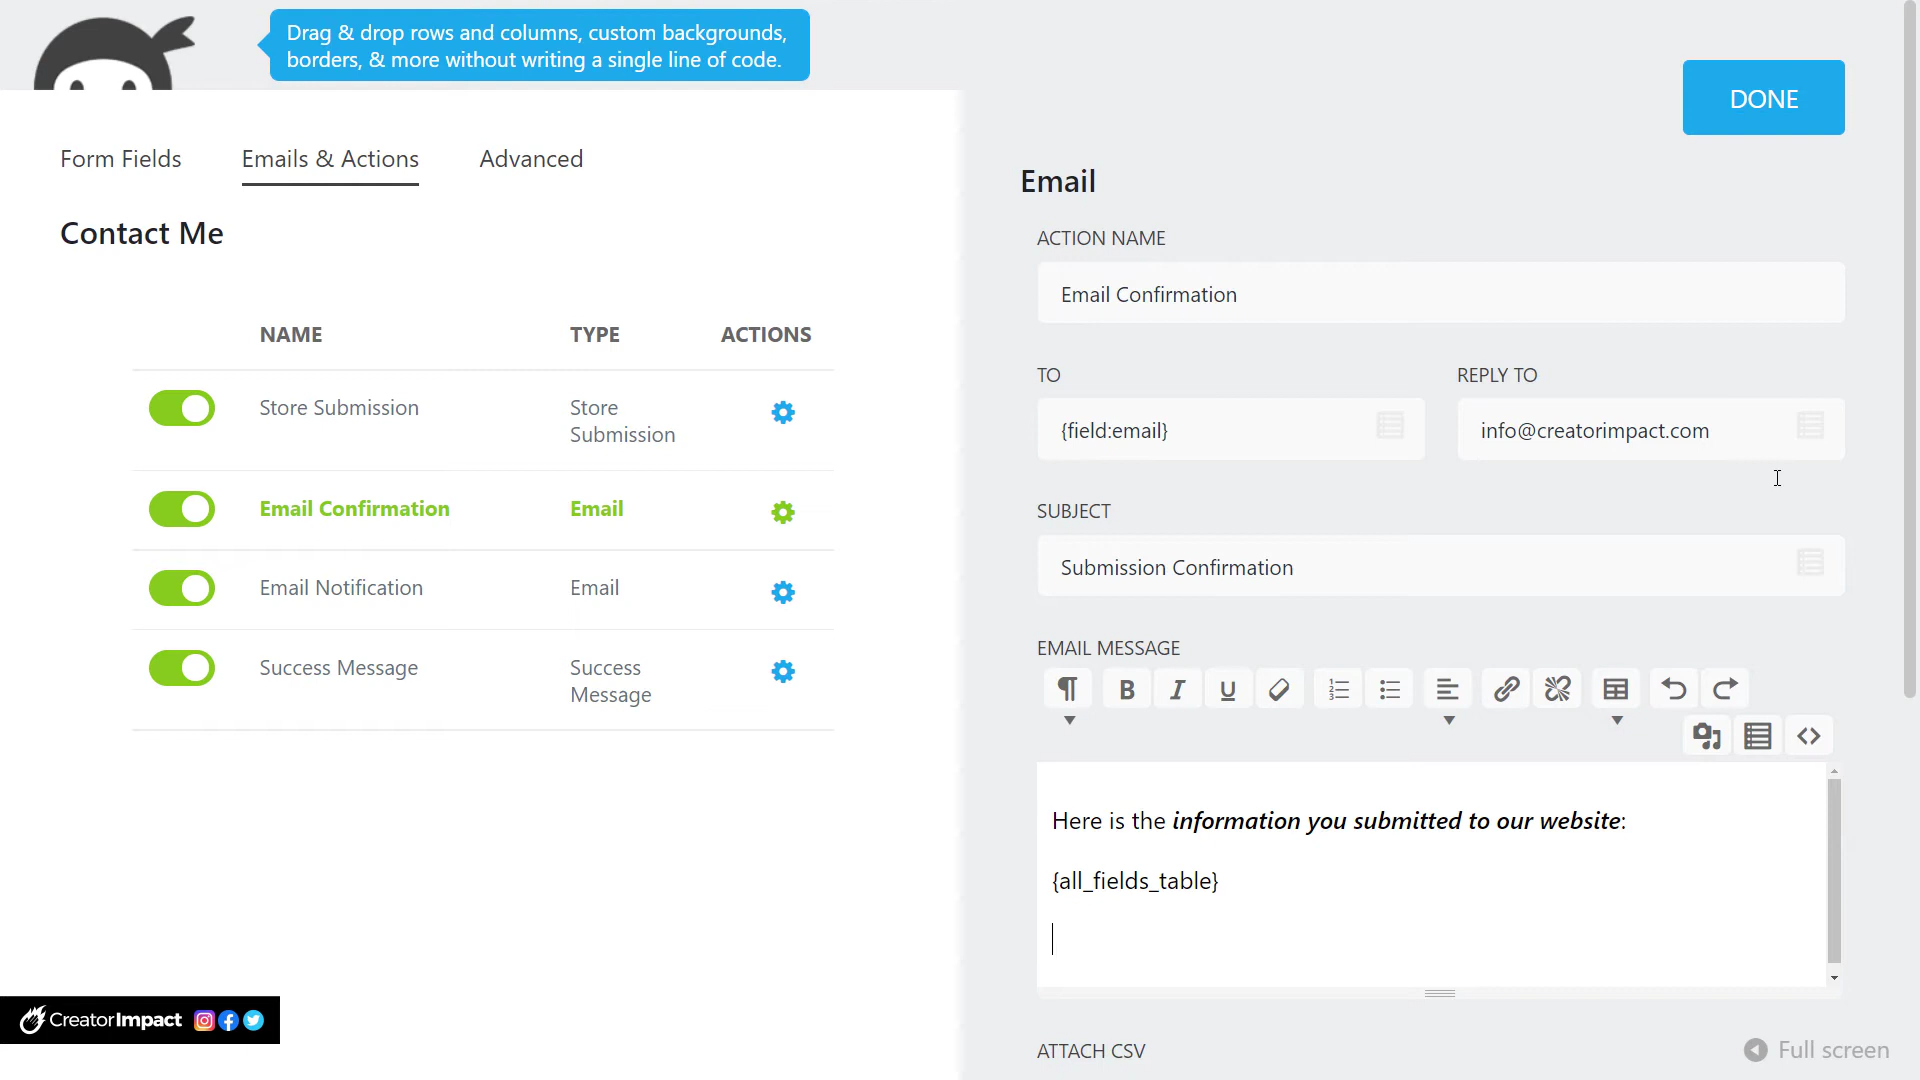 Drag & drop rows and columns, custom backgrounds,
borders, & more without writing a single line of code.
DONE
Form Fields
Emails & Actions
Advanced
Contact Me
NAME
TYPE
ACTIONS
Store Submission
Store
Submission
Email Confirmation
Email
Email Notification
Email
Success Message
Success
Message
Email
ACTION NAME
Email Confirmation
TO
REPLY TO
{field:email}
info@creatorimpact.com
SUBJECT
Submission Confirmation
EMAIL MESSAGE
Here is the information you submitted to our website:
{all_fields_table}
ATTACH CSV
Full screen
CreatorImpact